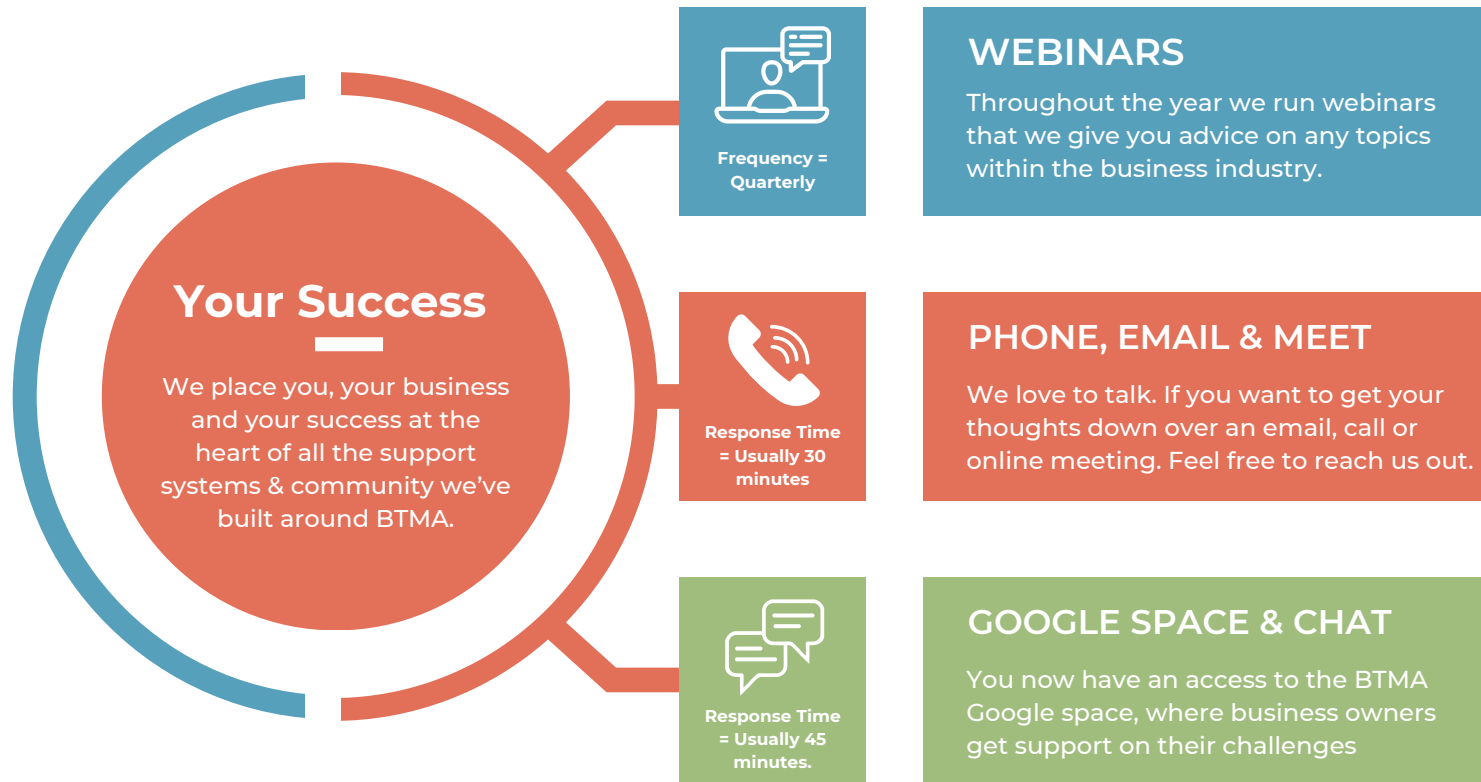 Your Success
We place you, your business
and your success at the
heart of all the support
systems & community we’ve
built around BTMA.
Frequency =
Quarterly
WEBINARS
Throughout the year we run webinars
that we give you advice on any topics
within the business industry.
Response Time
= Usually 30
minutes
PHONE, EMAIL & MEET
We love to talk. If you want to get your
thoughts down over an email, call or
online meeting. Feel free to reach us out.
Response Time
= Usually 45
minutes.
GOOGLE SPACE & CHAT
You now have an access to the BTMA
Google space, where business owners
get support on their challenges